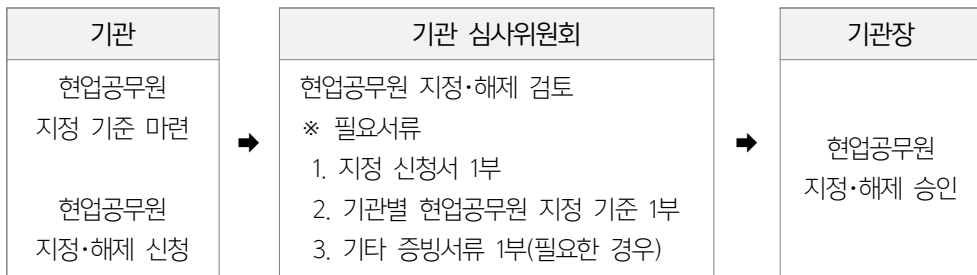 기관
현업공무원
지정 기준 마련
현업공무원
지정·해제 신청
➡
기관 심사위원회
현업공무원 지정·해제 검토
※ 필요서류
1. 지정 신청서 1부
2. 기관별 현업공무원 지정 기준 1부
3. 기타 증빙서류 1부(필요한 경우)
➡
기관장
현업공무원
지정·해제 승인